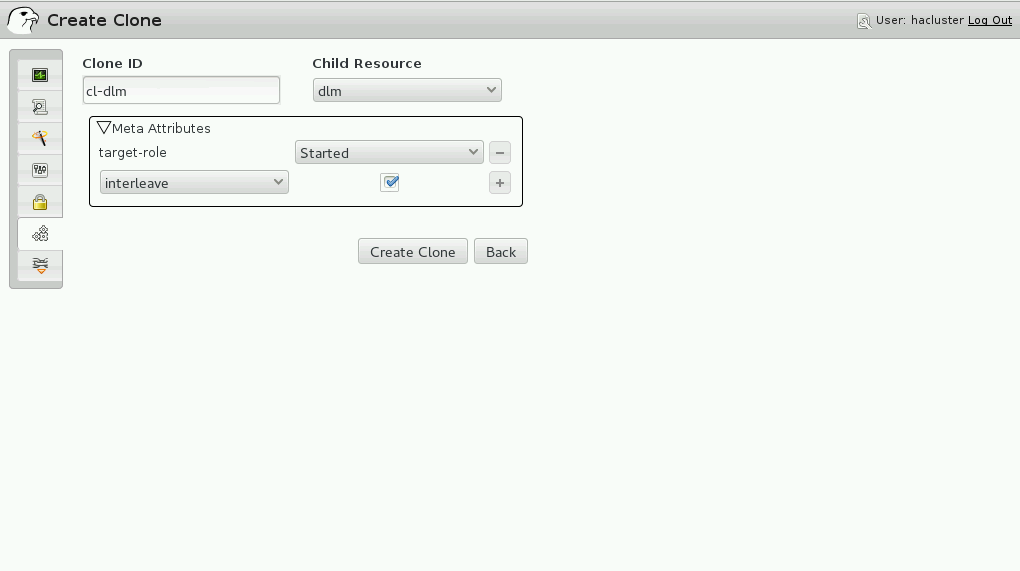 Create Clone
User: hacluster Log Out
Clone ID Child Resource
cl-dlm dlm
Meta Attributes
target-role Started
interleave
Create Clone Back